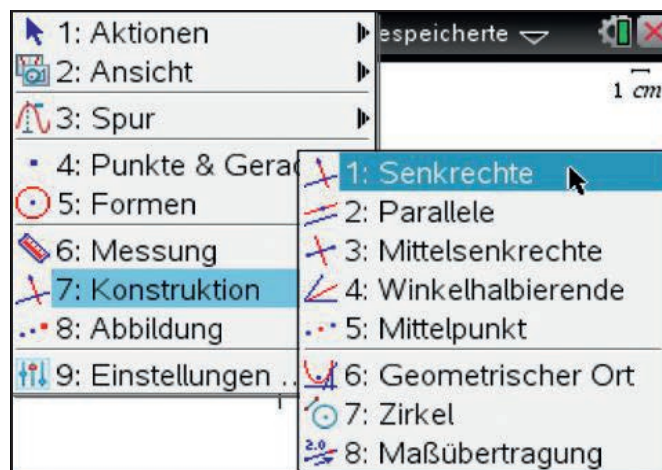 1: Aktionen
2: Ansicht
3: Spur
4: Punkte & Gerad
5: Formen
6: Messung
7: Konstruktion
8: Abbildung
9: Einstellungen ..
espeicherte
1 cm
1: Senkrechte
2: Parallele
3: Mittelsenkrechte
4: Winkelhalbierende
5: Mittelpunkt
6: Geometrischer Ort
7: Zirkel
2.0
8: Maßübertragung